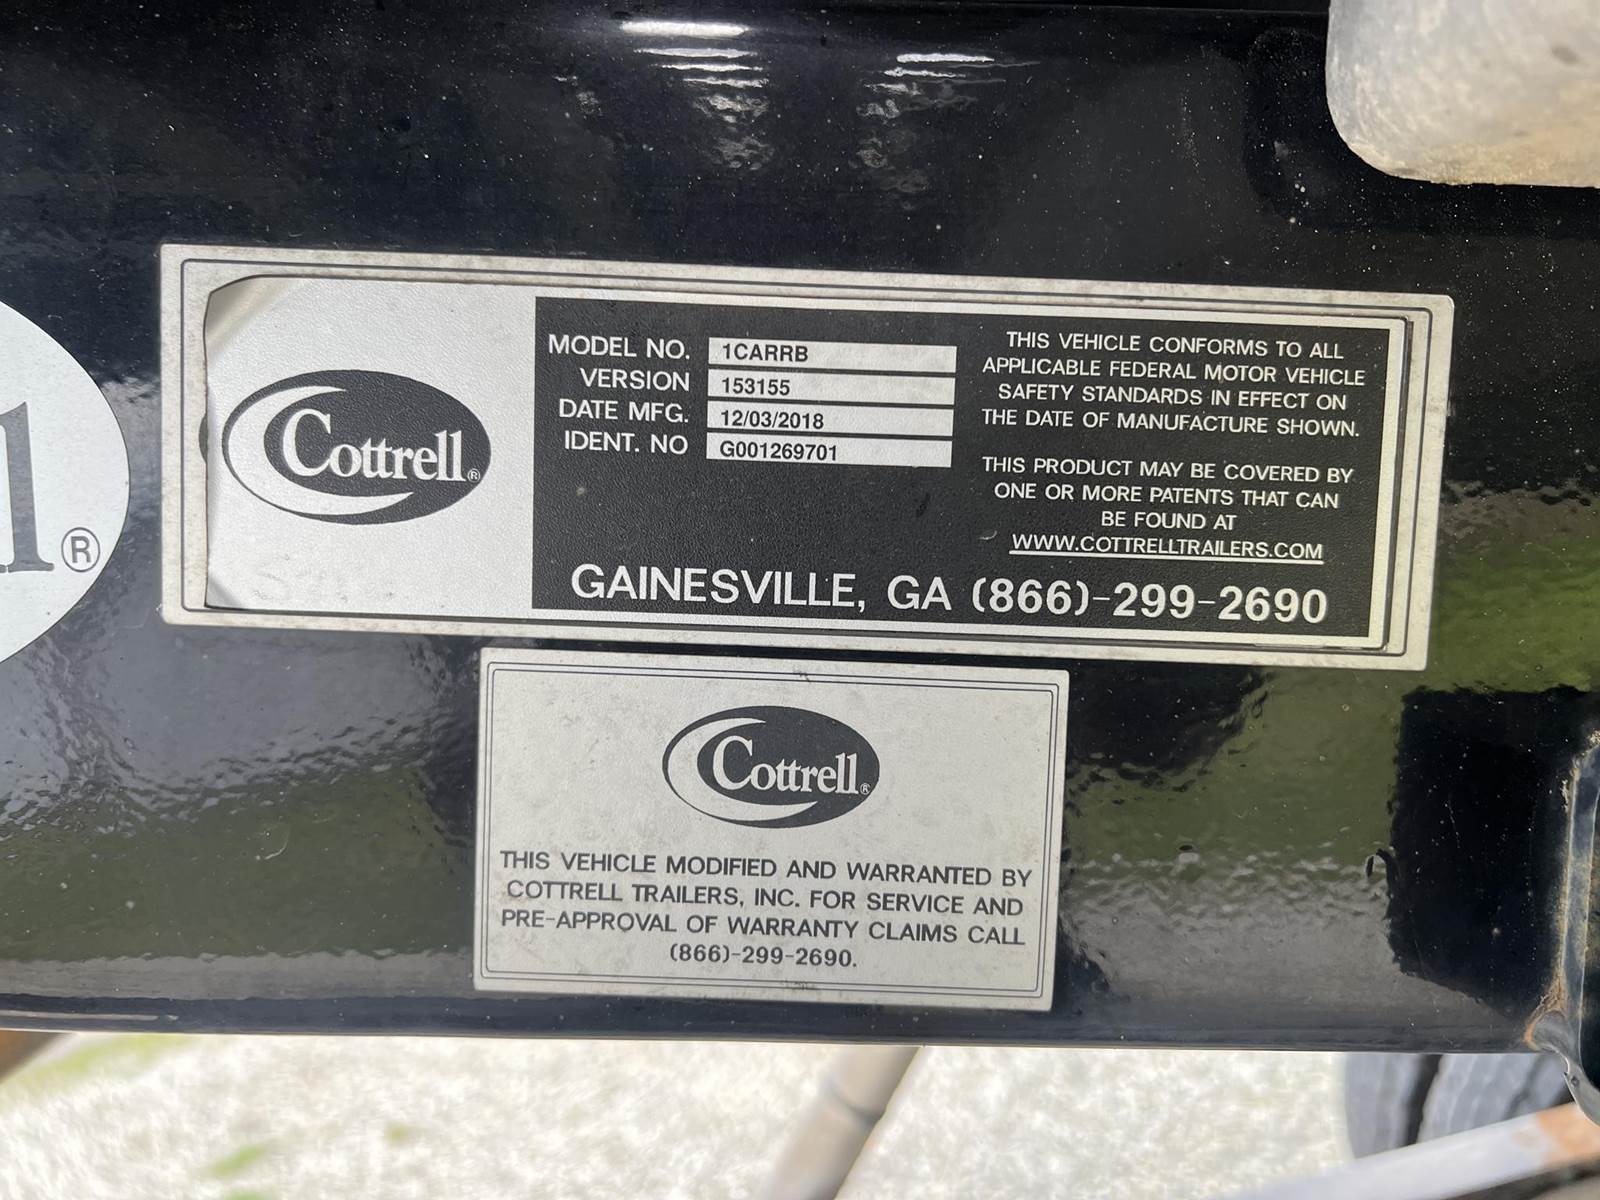 ll®
Cottrell®
MODEL NO. 1CARRB
VERSION 153155
DATE MFG. 12/03/2018
IDENT. NO G001269701
THIS VEHICLE CONFORMS TO ALL
APPLICABLE FEDERAL MOTOR VEHICLE
SAFETY STANDARDS IN EFFECT ON
THE DATE OF MANUFACTURE SHOWN.
THIS PRODUCT MAY BE COVERED BY
ONE OR MORE PATENTS THAT CAN
BE FOUND AT
WWW.COTTRELLTRAILERS.COM
GAINESVILLE, GA (866)-299-2690
Cottrell®
THIS VEHICLE MODIFIED AND WARRANTED BY
COTTRELL TRAILERS, INC. FOR SERVICE AND
PRE-APPROVAL OF WARRANTY CLAIMS CALL
(866)-299-2690.